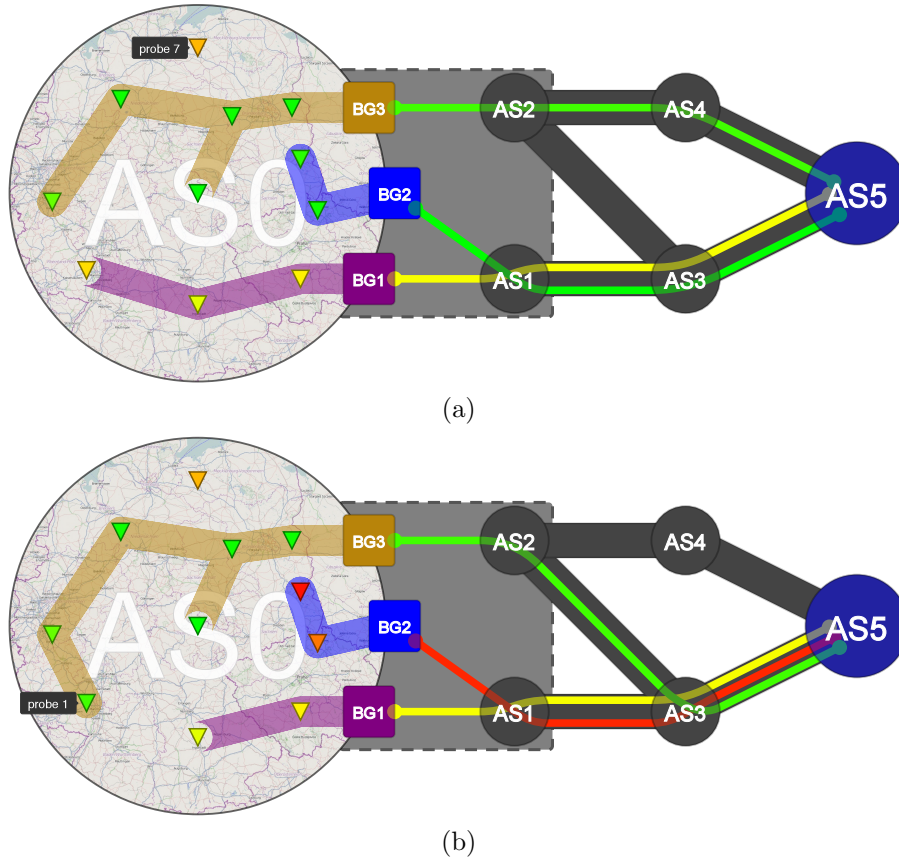 probe 7
BG3
AS2
AS4
AS0
BG2
AS5
BG1
AS1
AS3
(a)
BG3
AS2
AS4
AS0
BG2
AS5
probe 1
BG1
AS1
AS3
(b)